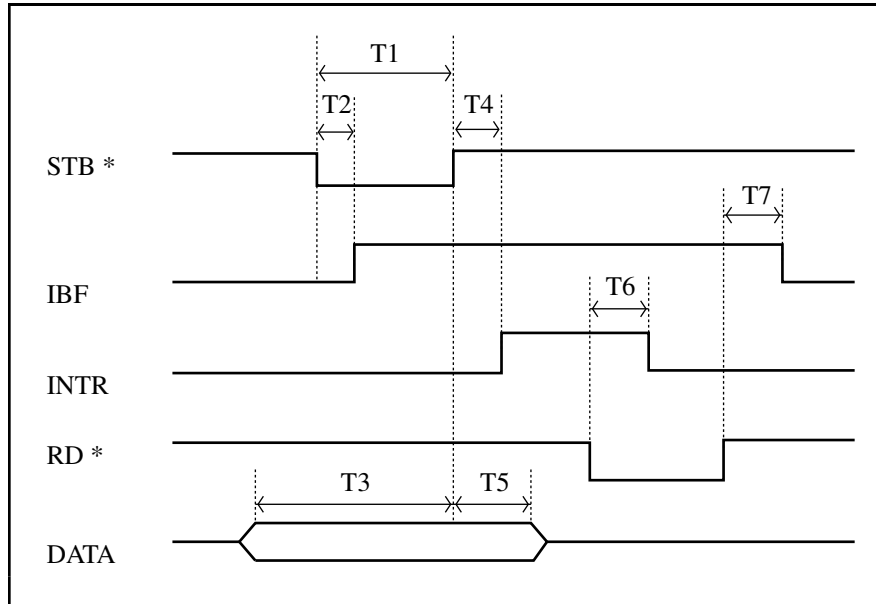 T1
T2
T4
STB *
T7
IBF
T6
INTR
RD *
T3
T5
DATA